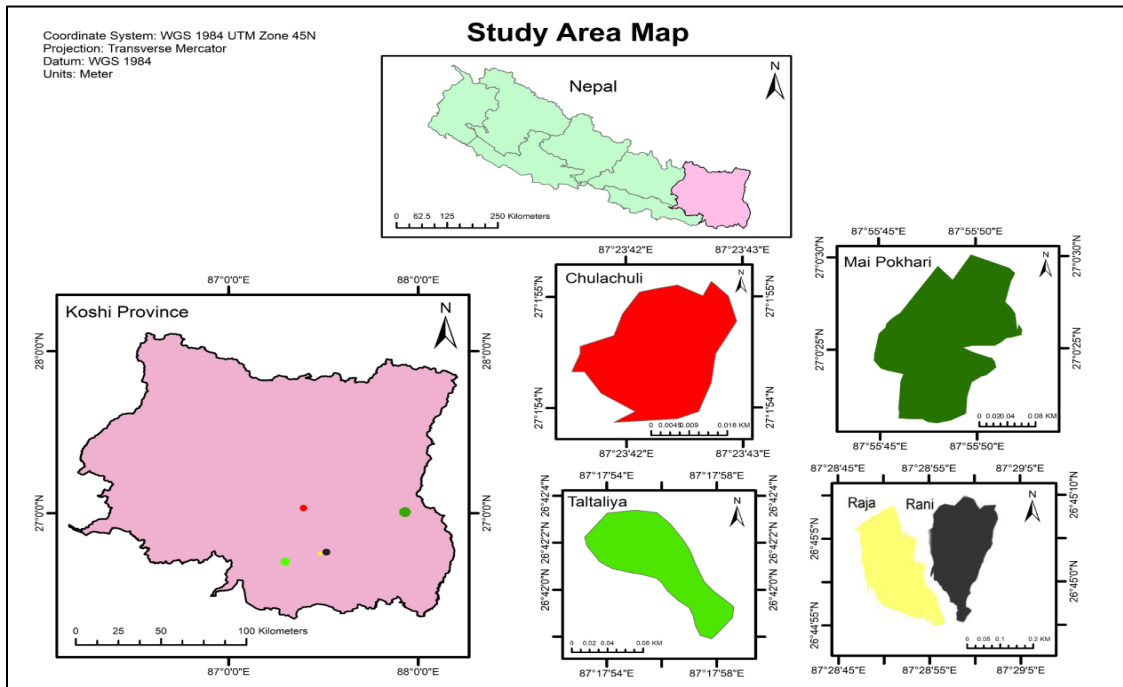 Study Area Map
Coordinate System: WGS 1984 UTM Zone 45N
Projection: Transverse Mercator
Datum: WGS 1984
Units: Meter
Nepal
N
0 62.5 125 250 Kilometers
Koshi Province
N
87°0'0"E 88°0'0"E
28°0'0"N 28°0'0"N
27°0'0"N 27°0'0"N
0 25 50 100 Kilometers
87°0'0"E 88°0'0"E
Chulachuli
N
87°23'42"E 87°23'43"E
27°1'55"N 27°1'55"N
27°1'54"N 27°1'54"N
0 0.0045 0.009 0.018 KM
87°23'42"E 87°23'43"E
Mai Pokhari
N
87°55'45"E 87°55'50"E
27°0'30"N
27°0'25"N 27°0'25"N
0 0.02 0.04 0.08 KM
87°55'45"E 87°55'50"E
Taltaliya
N
87°17'54"E 87°17'58"E
26°42'4"N 26°42'4"N
26°42'2"N 26°42'2"N
26°42'0"N 26°42'0"N
0 0.02 0.04 0.08 KM
87°17'54"E 87°17'58"E
Raja Rani
N
87°28'45"E 87°28'55"E 87°29'5"E
26°45'10"N
26°45'5"N
26°45'0"N
26°44'55"N
0 0.05 0.1 0.2 KM
87°28'45"E 87°28'55"E 87°29'5"E